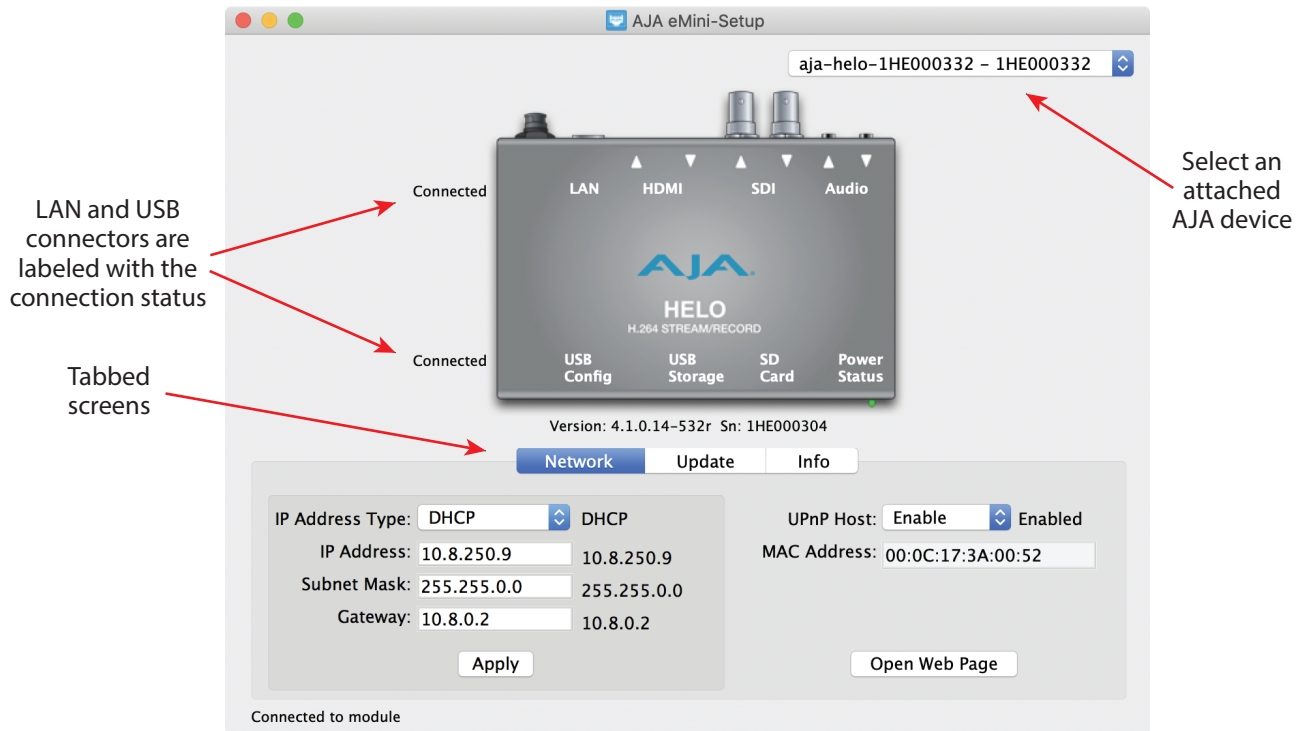 AJA eMini-Setup
aja-helo-1HE000332 - 1HE000332
Select an
attached
AJA device
LAN and USB
connectors are
labeled with the
connection status
Connected
LAN HDMI SDI Audio
AJA
HELO
H.264 STREAM/RECORD
Connected
USB
Config
USB
Storage
SD
Card
Power
Status
Tabbed
screens
Version: 4.1.0.14-532r Sn: 1HE000304
Network Update Info
IP Address Type: DHCP DHCP
IP Address: 10.8.250.9 10.8.250.9
Subnet Mask: 255.255.0.0 255.255.0.0
Gateway: 10.8.0.2 10.8.0.2
Apply
UPnP Host: Enable Enabled
MAC Address: 00:0C:17:3A:00:52
Open Web Page
Connected to module